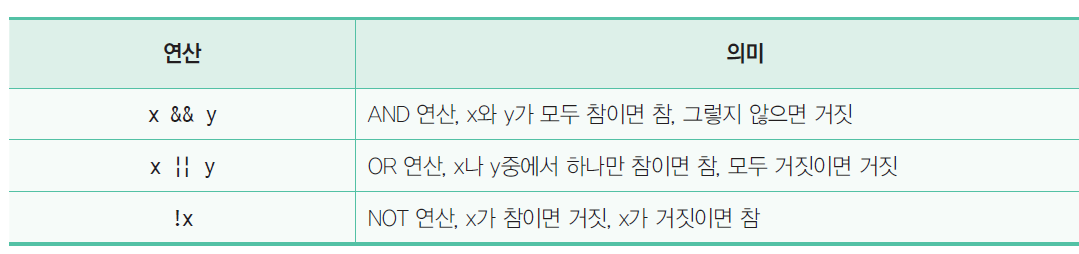 연산 의미
x && y AND 연산, x와 y가 모두 참이면 참, 그렇지 않으면 거짓
x || y OR 연산, x나 y중에서 하나만 참이면 참, 모두 거짓이면 거짓
!x NOT 연산, x가 참이면 거짓, x가 거짓이면 참